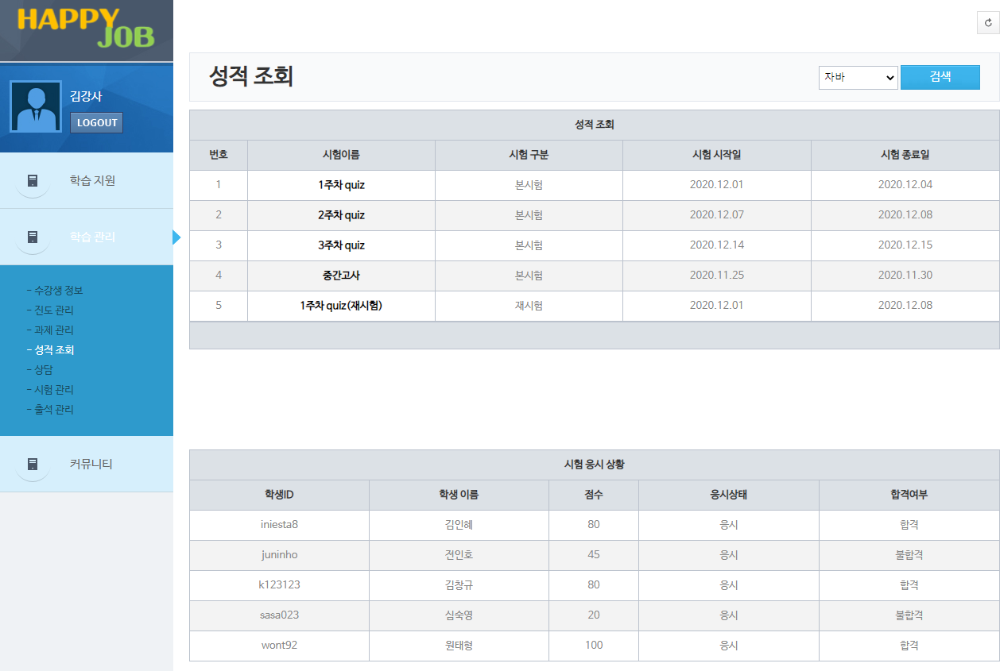 HAPPY
JOB
김강사
LOGOUT
학습 지원
학습 관리
- 수강생 정보
- 진도 관리
- 과제 관리
- 성적 조회
- 상담
- 시험 관리
- 출석 관리
커뮤니티
성적 조회 자바 검색
성적 조회
번호 시험이름 시험 구분 시험 시작일 시험 종료일
1 1주차 quiz 본시험 2020.12.01 2020.12.04
2 2주차 quiz 본시험 2020.12.07 2020.12.08
3 3주차 quiz 본시험 2020.12.14 2020.12.15
4 중간고사 본시험 2020.11.25 2020.11.30
5 1주차 quiz(재시험) 재시험 2020.12.01 2020.12.08
시험 응시 상황
학생ID 학생 이름 점수 응시상태 합격여부
iniesta8 김인혜 80 응시 합격
juninho 전인호 45 응시 불합격
k123123 김창규 80 응시 합격
sasa023 심숙영 20 응시 불합격
wont92 원태형 100 응시 합격